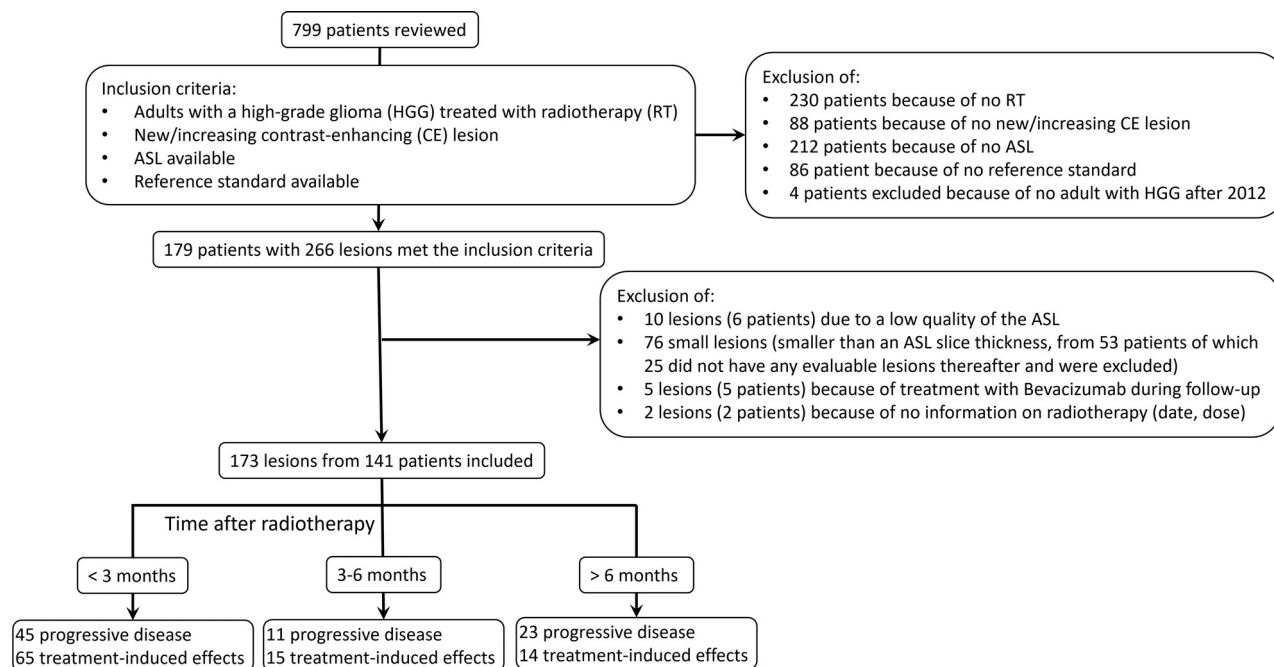 799 patients reviewed
Inclusion criteria:
• Adults with a high-grade glioma (HGG) treated with radiotherapy (RT)
• New/increasing contrast-enhancing (CE) lesion
• ASL available
• Reference standard available
Exclusion of:
• 230 patients because of no RT
• 88 patients because of no new/increasing CE lesion
• 212 patients because of no ASL
• 86 patient because of no reference standard
• 4 patients excluded because of no adult with HGG after 2012
179 patients with 266 lesions met the inclusion criteria
Exclusion of:
• 10 lesions (6 patients) due to a low quality of the ASL
• 76 small lesions (smaller than an ASL slice thickness, from 53 patients of which
25 did not have any evaluable lesions thereafter and were excluded)
• 5 lesions (5 patients) because of treatment with Bevacizumab during follow-up
• 2 lesions (2 patients) because of no information on radiotherapy (date, dose)
173 lesions from 141 patients included
Time after radiotherapy
< 3 months
3-6 months
> 6 months
45 progressive disease
65 treatment-induced effects
11 progressive disease
15 treatment-induced effects
23 progressive disease
14 treatment-induced effects